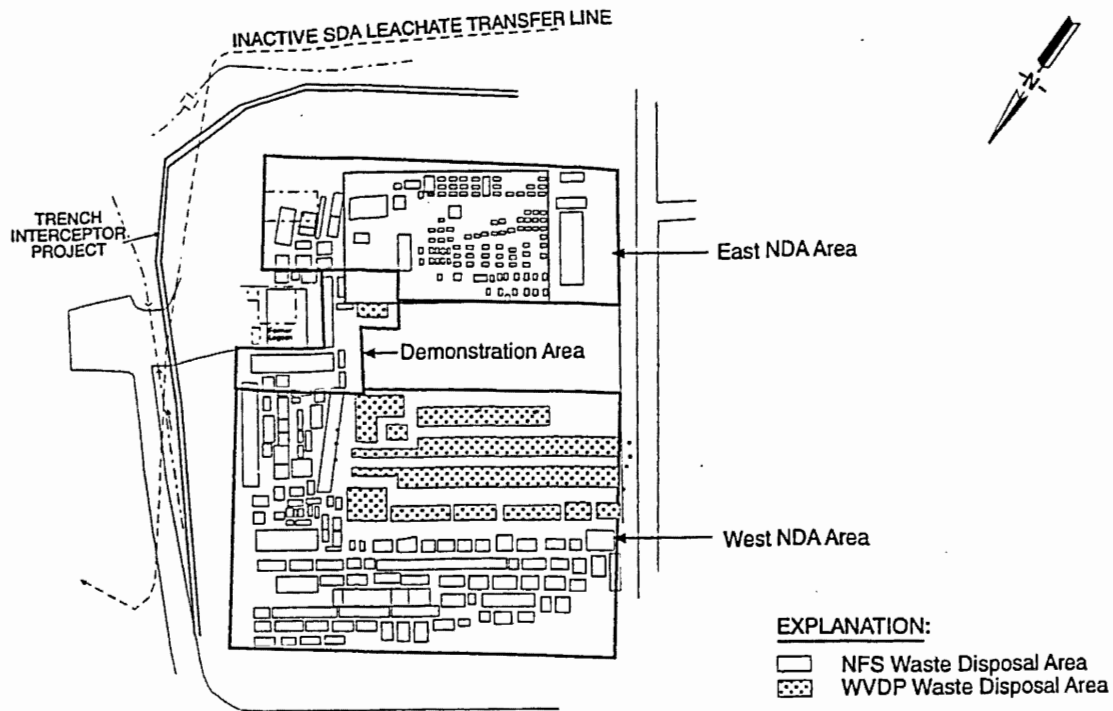 INACTIVE SDA LEACHATE TRANSFER LINE
N
TRENCH
INTERCEPTOR
PROJECT
East NDA Area
Lagoon
Demonstration Area
West NDA Area
EXPLANATION:
NFS Waste Disposal Area
WVDP Waste Disposal Area